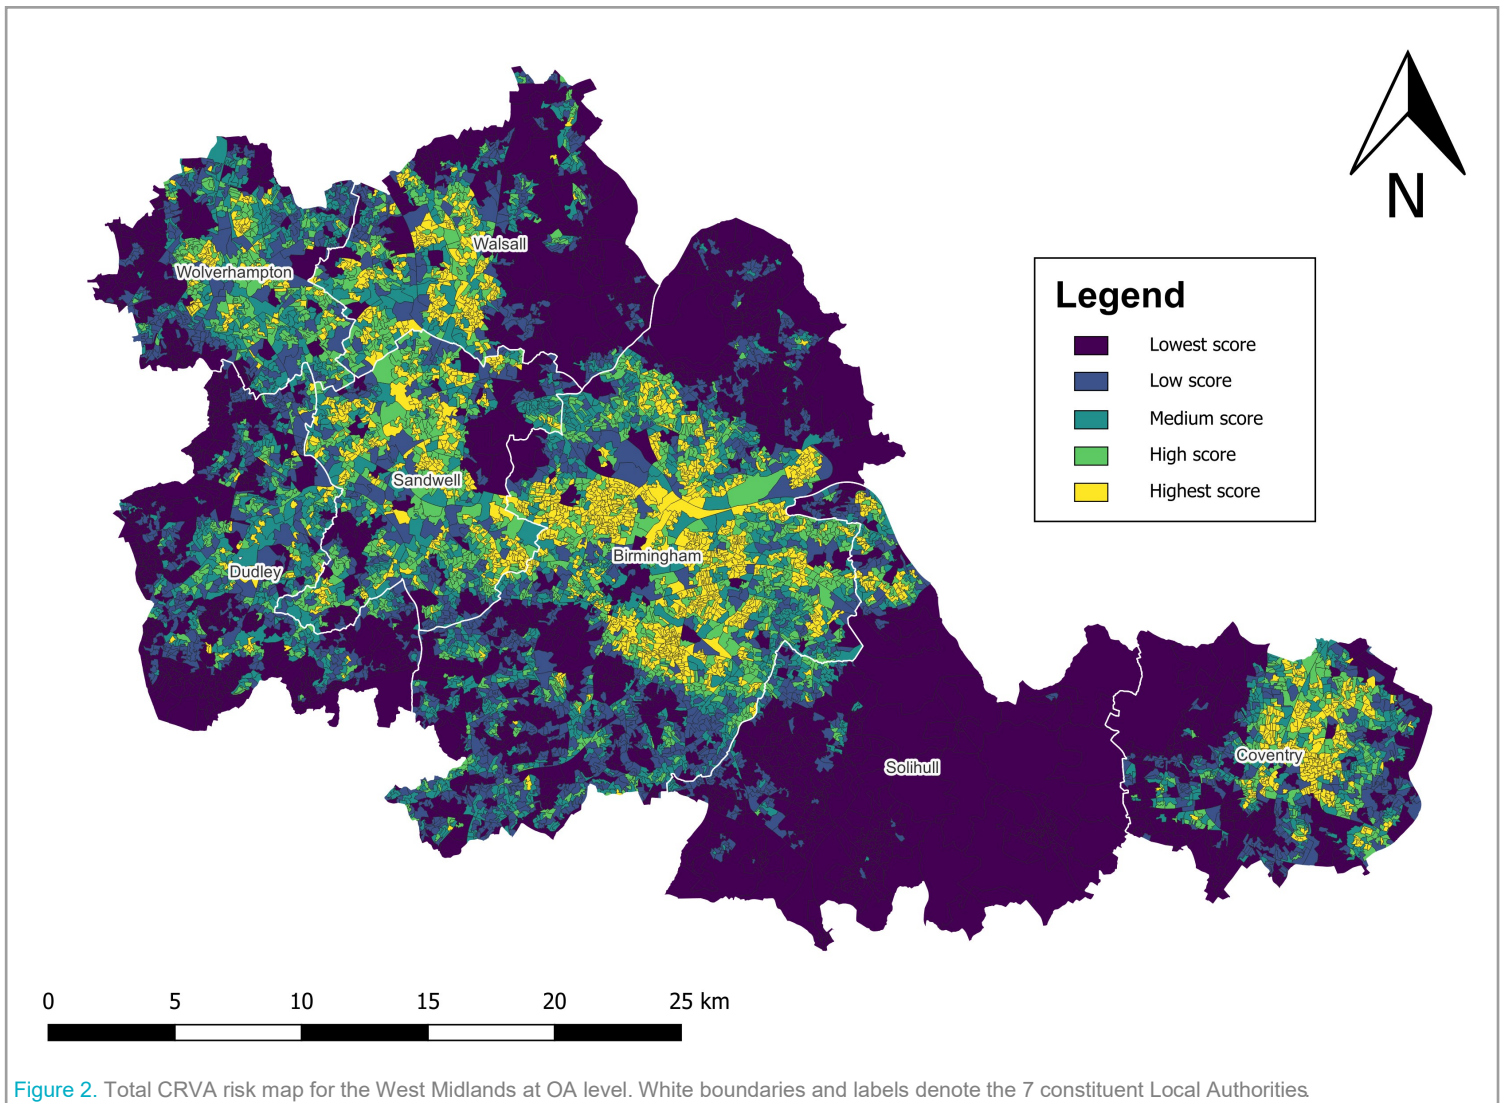 N
Walsall
Wolverhampton
Legend
Lowest score
Low score
Medium score
High score
Highest score
Sandwell
Birmingham
Dudley
Coventry
Solihull
0 5 10 15 20 25 km
Figure 2. Total CRVA risk map for the West Midlands at OA level. White boundaries and labels denote the 7 constituent Local Authorities.